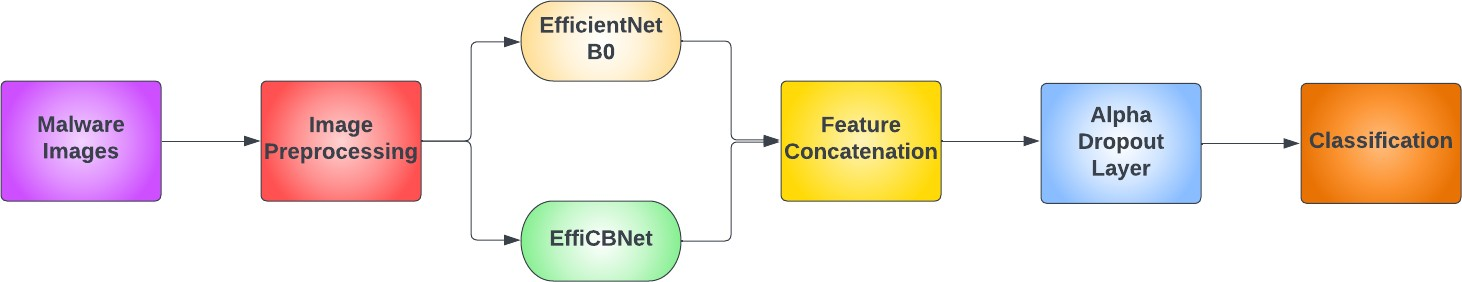 Malware
Images
Image
Preprocessing
EfficientNet
B0
EffiCBNet
Feature
Concatenation
Alpha
Dropout
Layer
Classification